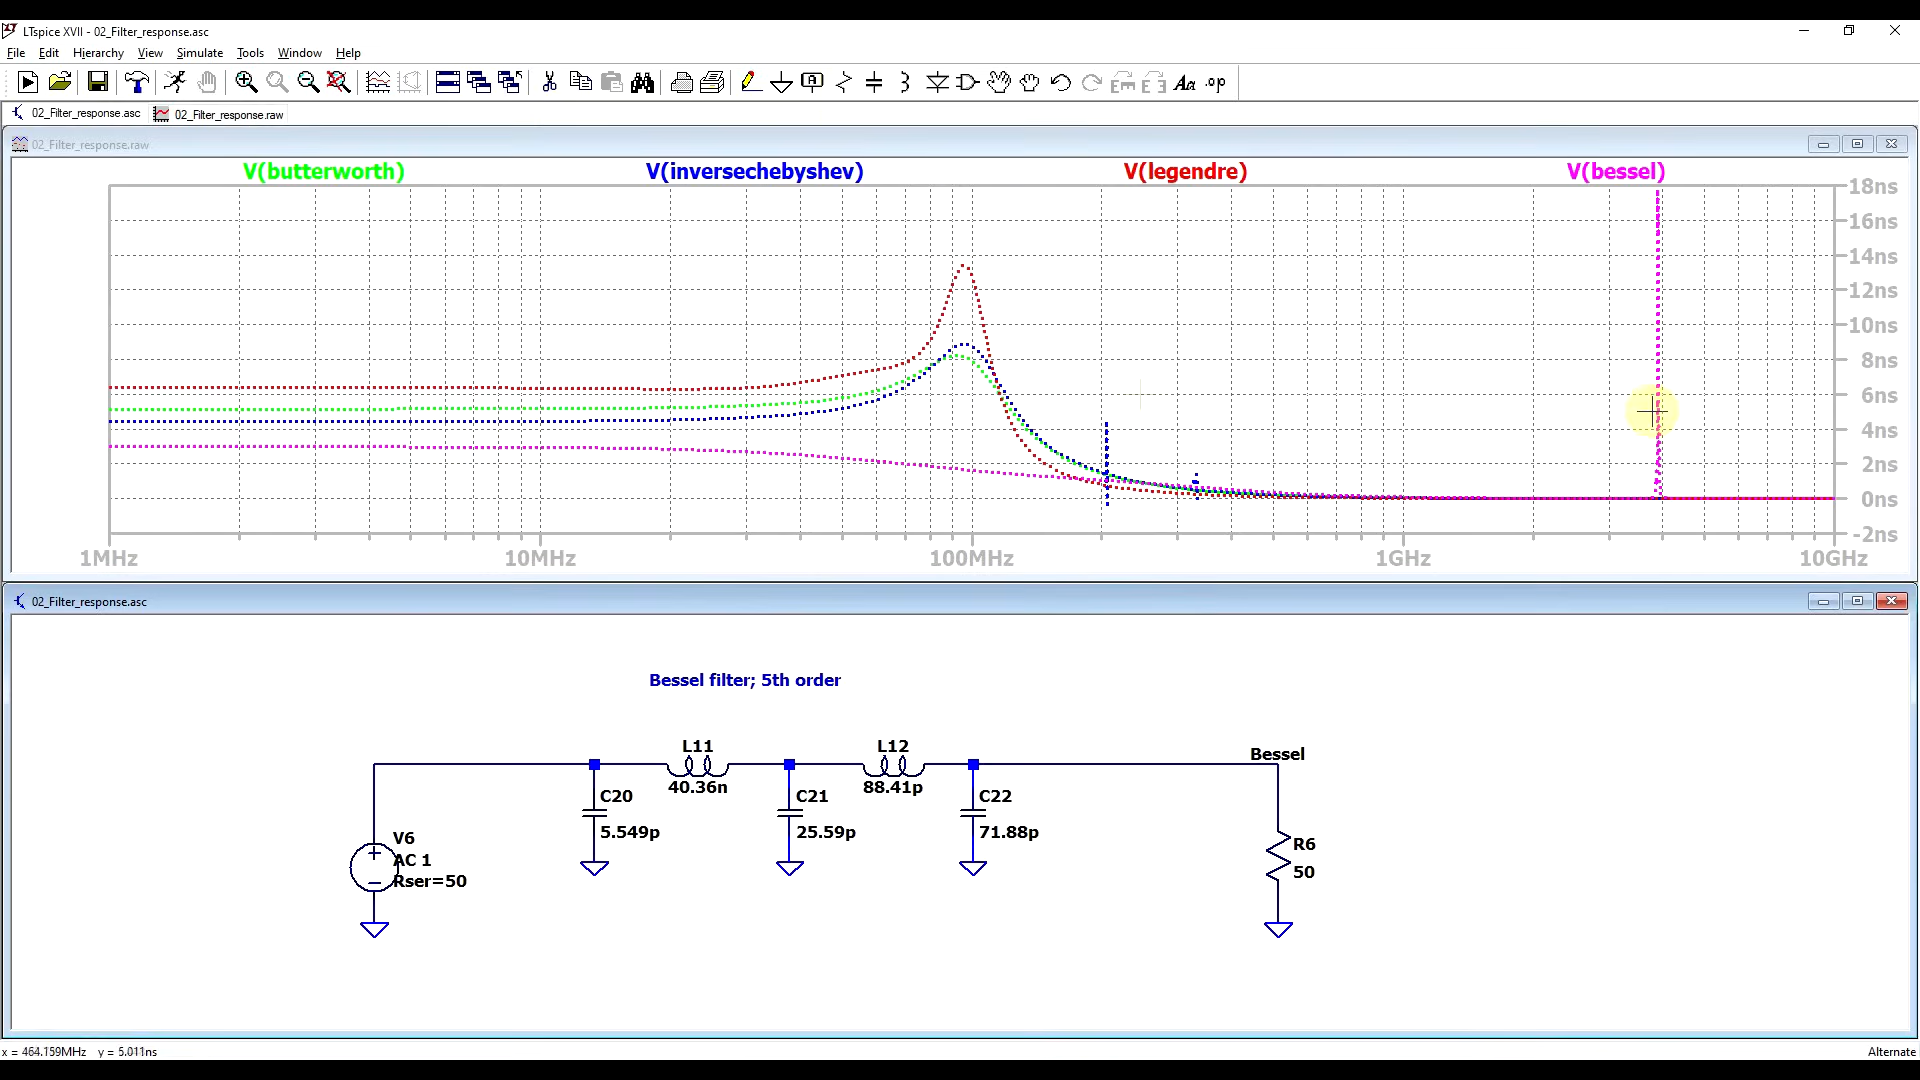 LTspice XVII - 02_Filter_response.asc
File Edit Hierarchy View Simulate Tools Window Help
.op
02_Filter_response.asc 02_Filter_response.raw
02_Filter_response.raw
V(butterworth) V(inversechebyshev) V(legendre) V(bessel)
18ns
16ns
14ns
12ns
10ns
8ns
6ns
4ns
2ns
0ns
-2ns
1MHz 10MHz 100MHz 1GHz 10GHz
02_Filter_response.asc
Bessel filter; 5th order
L11 L12 Bessel
40.36n 88.41p
C20 C21 C22
5.549p 25.59p 71.88p
V6
AC 1
Rser=50
R6
50
x = 464.159MHz y = 5.011ns Alternate